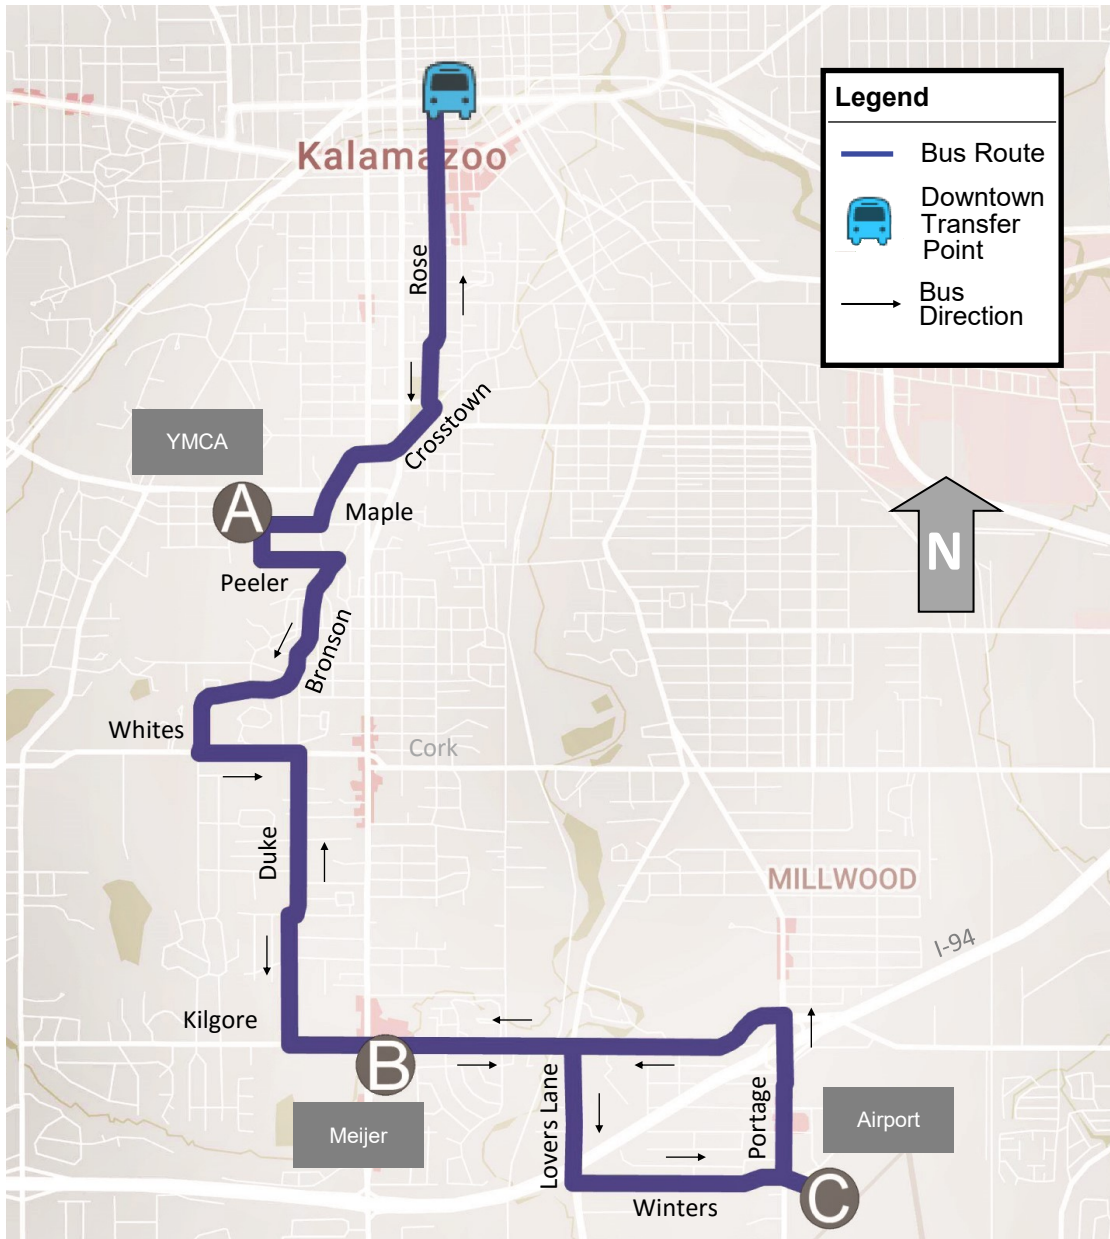 Legend
Bus Route
Downtown
Transfer
Point
Bus
Direction
Kalamazoo
Rose
Crosstown
YMCA
A
Maple
Peeler
N
Bronson
Whites
Cork
Duke
MILLWOOD
I-94
Kilgore
B
Meijer
Lovers Lane
Portage
Airport
Winters
C